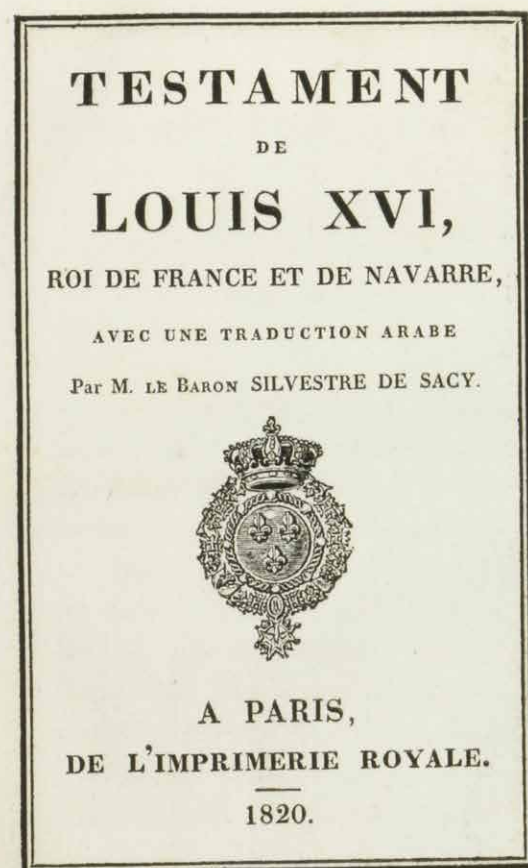 TESTAMENT
DE
LOUIS XVI,
ROI DE FRANCE ET DE NAVARRE,
AVEC UNE TRADUCTION ARABE
Par M. LE BARON SILVESTRE DE SACY.
A PARIS,
DE L'IMPRIMERIE ROYALE.
1820.